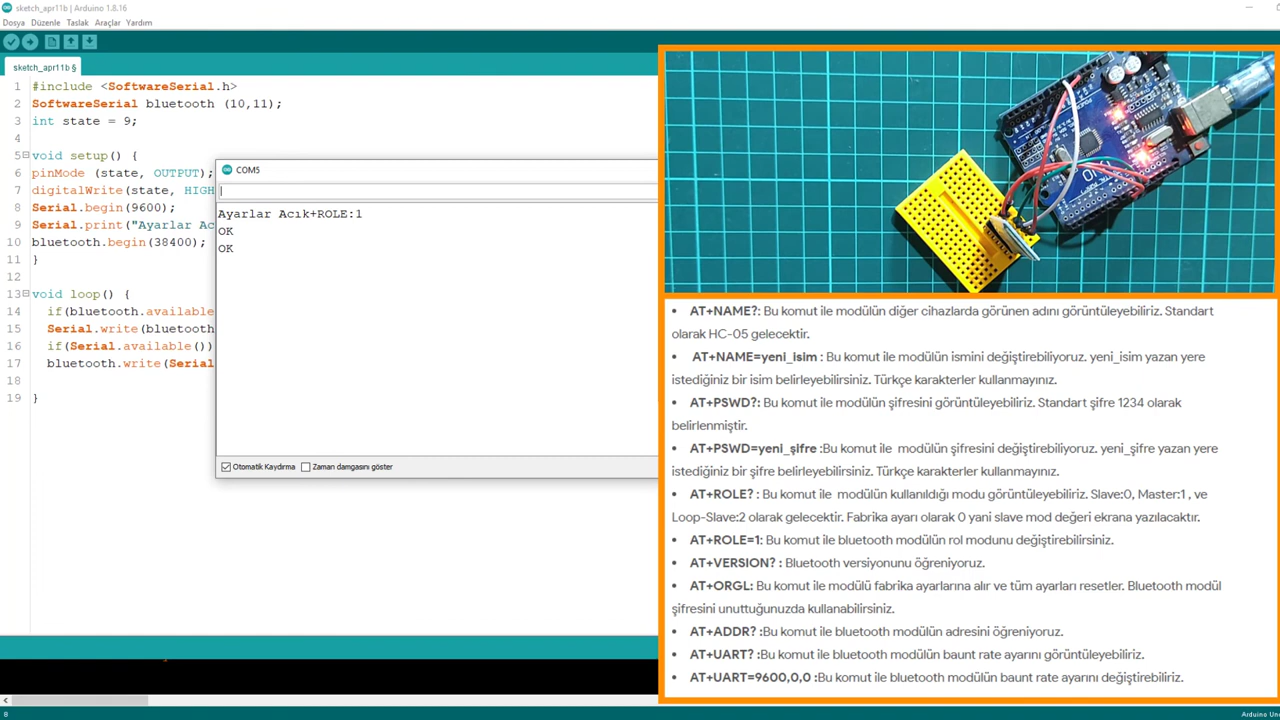 sketch_apr11b | Arduino 1.8.16
Dosya Düzenle Taslak Araçlar Yardım
sketch_apr11b §
1 #include <SoftwareSerial.h>
2 SoftwareSerial bluetooth (10,11);
3 int state = 9;
5 void setup() {
6 pinMode (state, OUTPUT);
7 digitalWrite(state, HIGH
8 Serial.begin(9600);
9 Serial.print("Ayarlar Ac
10 bluetooth.begin(38400);
11 }
12
13 void loop() {
14 if(bluetooth.available
15 Serial.write(bluetooth
16 if(Serial.available())
17 bluetooth.write(Serial
18
19 }
COM5
Ayarlar Acık+ROLE:1
OK
OK
Otomatik Kaydırma Zaman damgasını göster
• AT+NAME?: Bu komut ile modülün diğer cihazlarda görünen adını görüntüleyebiliriz. Standart
olarak HC-05 gelecektir.
• AT+NAME=yeni_isim : Bu komut ile modülün ismini değiştirebiliyoruz. yeni_isim yazan yere
istediğiniz bir isim belirleyebilirsiniz. Türkçe karakterler kullanmayınız.
• AT+PSWD?: Bu komut ile modülün şifresini görüntüleyebiliriz. Standart şifre 1234 olarak
belirlenmiştir.
• AT+PSWD=yeni_şifre :Bu komut ile modülün şifresini değiştirebiliyoruz. yeni_şifre yazan yere
istediğiniz bir şifre belirleyebilirsiniz. Türkçe karakterler kullanmayınız.
• AT+ROLE? : Bu komut ile modülün kullanıldığı modu görüntüleyebiliriz. Slave:0, Master:1 , ve
Loop-Slave:2 olarak gelecektir. Fabrika ayarı olarak 0 yani slave mod değeri ekrana yazılacaktır.
• AT+ROLE=1: Bu komut ile bluetooth modülün rol modunu değiştirebilirsiniz.
• AT+VERSION? : Bluetooth versiyonunu öğreniyoruz.
• AT+ORGL: Bu komut ile modülü fabrika ayarlarına alır ve tüm ayarları resetler. Bluetooth modül
şifresini unuttuğunuzda kullanabilirsiniz.
• AT+ADDR? :Bu komut ile bluetooth modülün adresini öğreniyoruz.
• AT+UART? :Bu komut ile bluetooth modülün baunt rate ayarını görüntüleyebiliriz.
• AT+UART=9600,0,0 :Bu komut ile bluetooth modülün baunt rate ayarını değiştirebiliriz.
8
Arduino Un